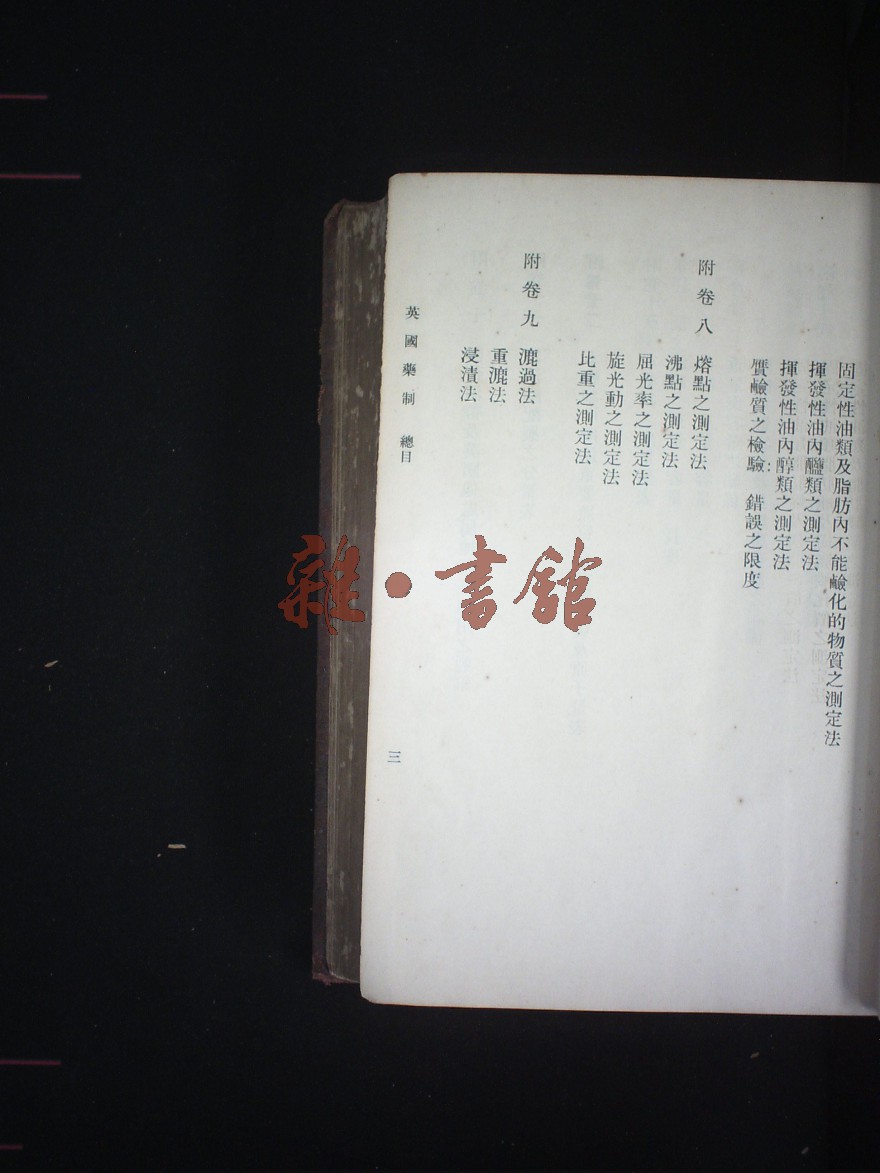 固定性油類及脂肪內不能鹼化的物質之測定法
揮發性油內醯類之測定法
揮發性油內醇類之測定法
贋鹼質之檢驗 錯誤之限度
附卷八 熔點之測定法
沸點之測定法
屈光率之測定法
旋光動之測定法
比重之測定法
附卷九 漉過法
重漉法
浸漬法
英國藥制 總目
三
雜·書館